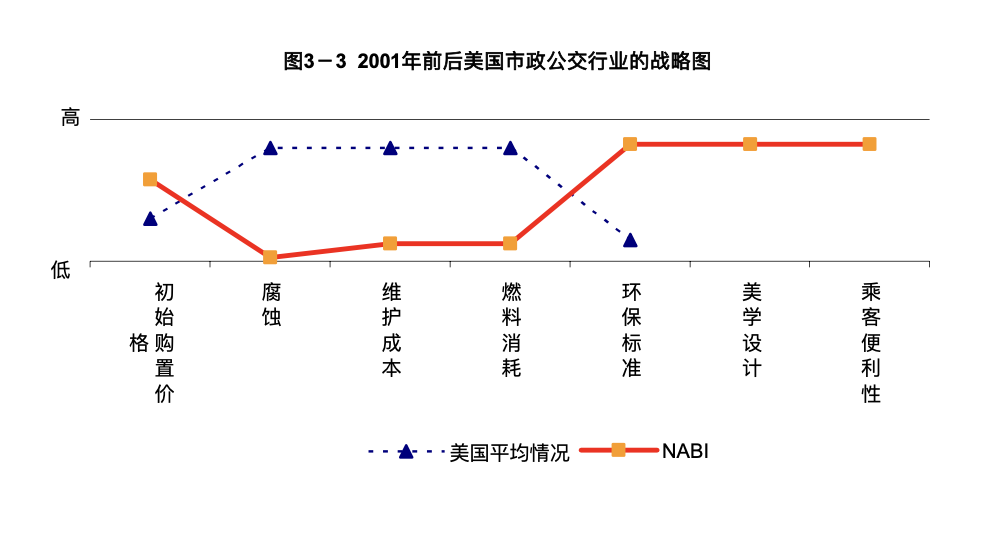 图3－3 2001年前后美国市政公交行业的战略图
高
低
初始购置价格
腐蚀
维护成本
燃料消耗
环保标准
美学设计
乘客便利性
美国平均情况
NABI